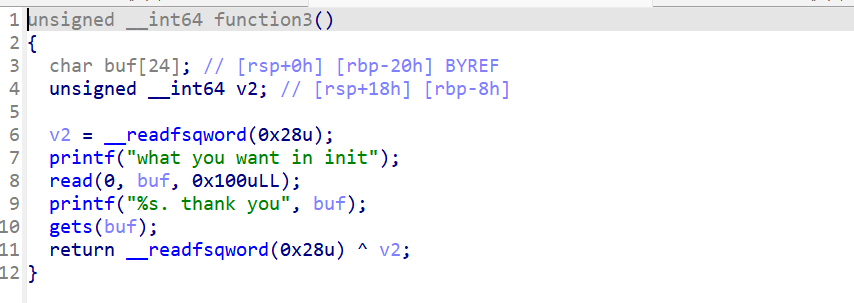 1 unsigned __int64 function3()
2 {
3   char buf[24]; // [rsp+0h] [rbp-20h] BYREF
4   unsigned __int64 v2; // [rsp+18h] [rbp-8h]
5
6   v2 = __readfsqword(0x28u);
7   printf("what you want in init");
8   read(0, buf, 0x100uLL);
9   printf("%s. thank you", buf);
10   gets(buf);
11   return __readfsqword(0x28u) ^ v2;
12 }